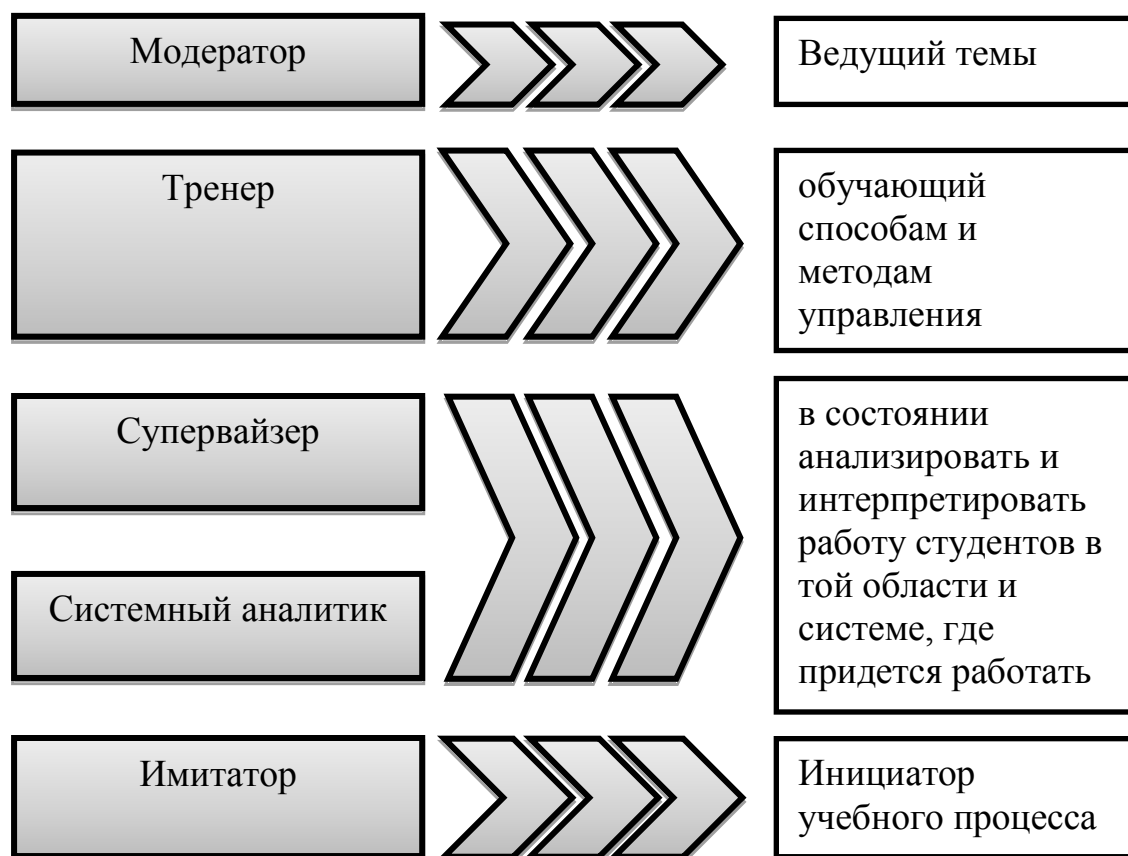 Модератор
Ведущий темы
Тренер
обучающий
способам и
методам
управления
Супервайзер
Системный аналитик
в состоянии
анализировать и
интерпретировать
работу студентов в
той области и
системе, где
придется работать
Имитатор
Инициатор
учебного процесса